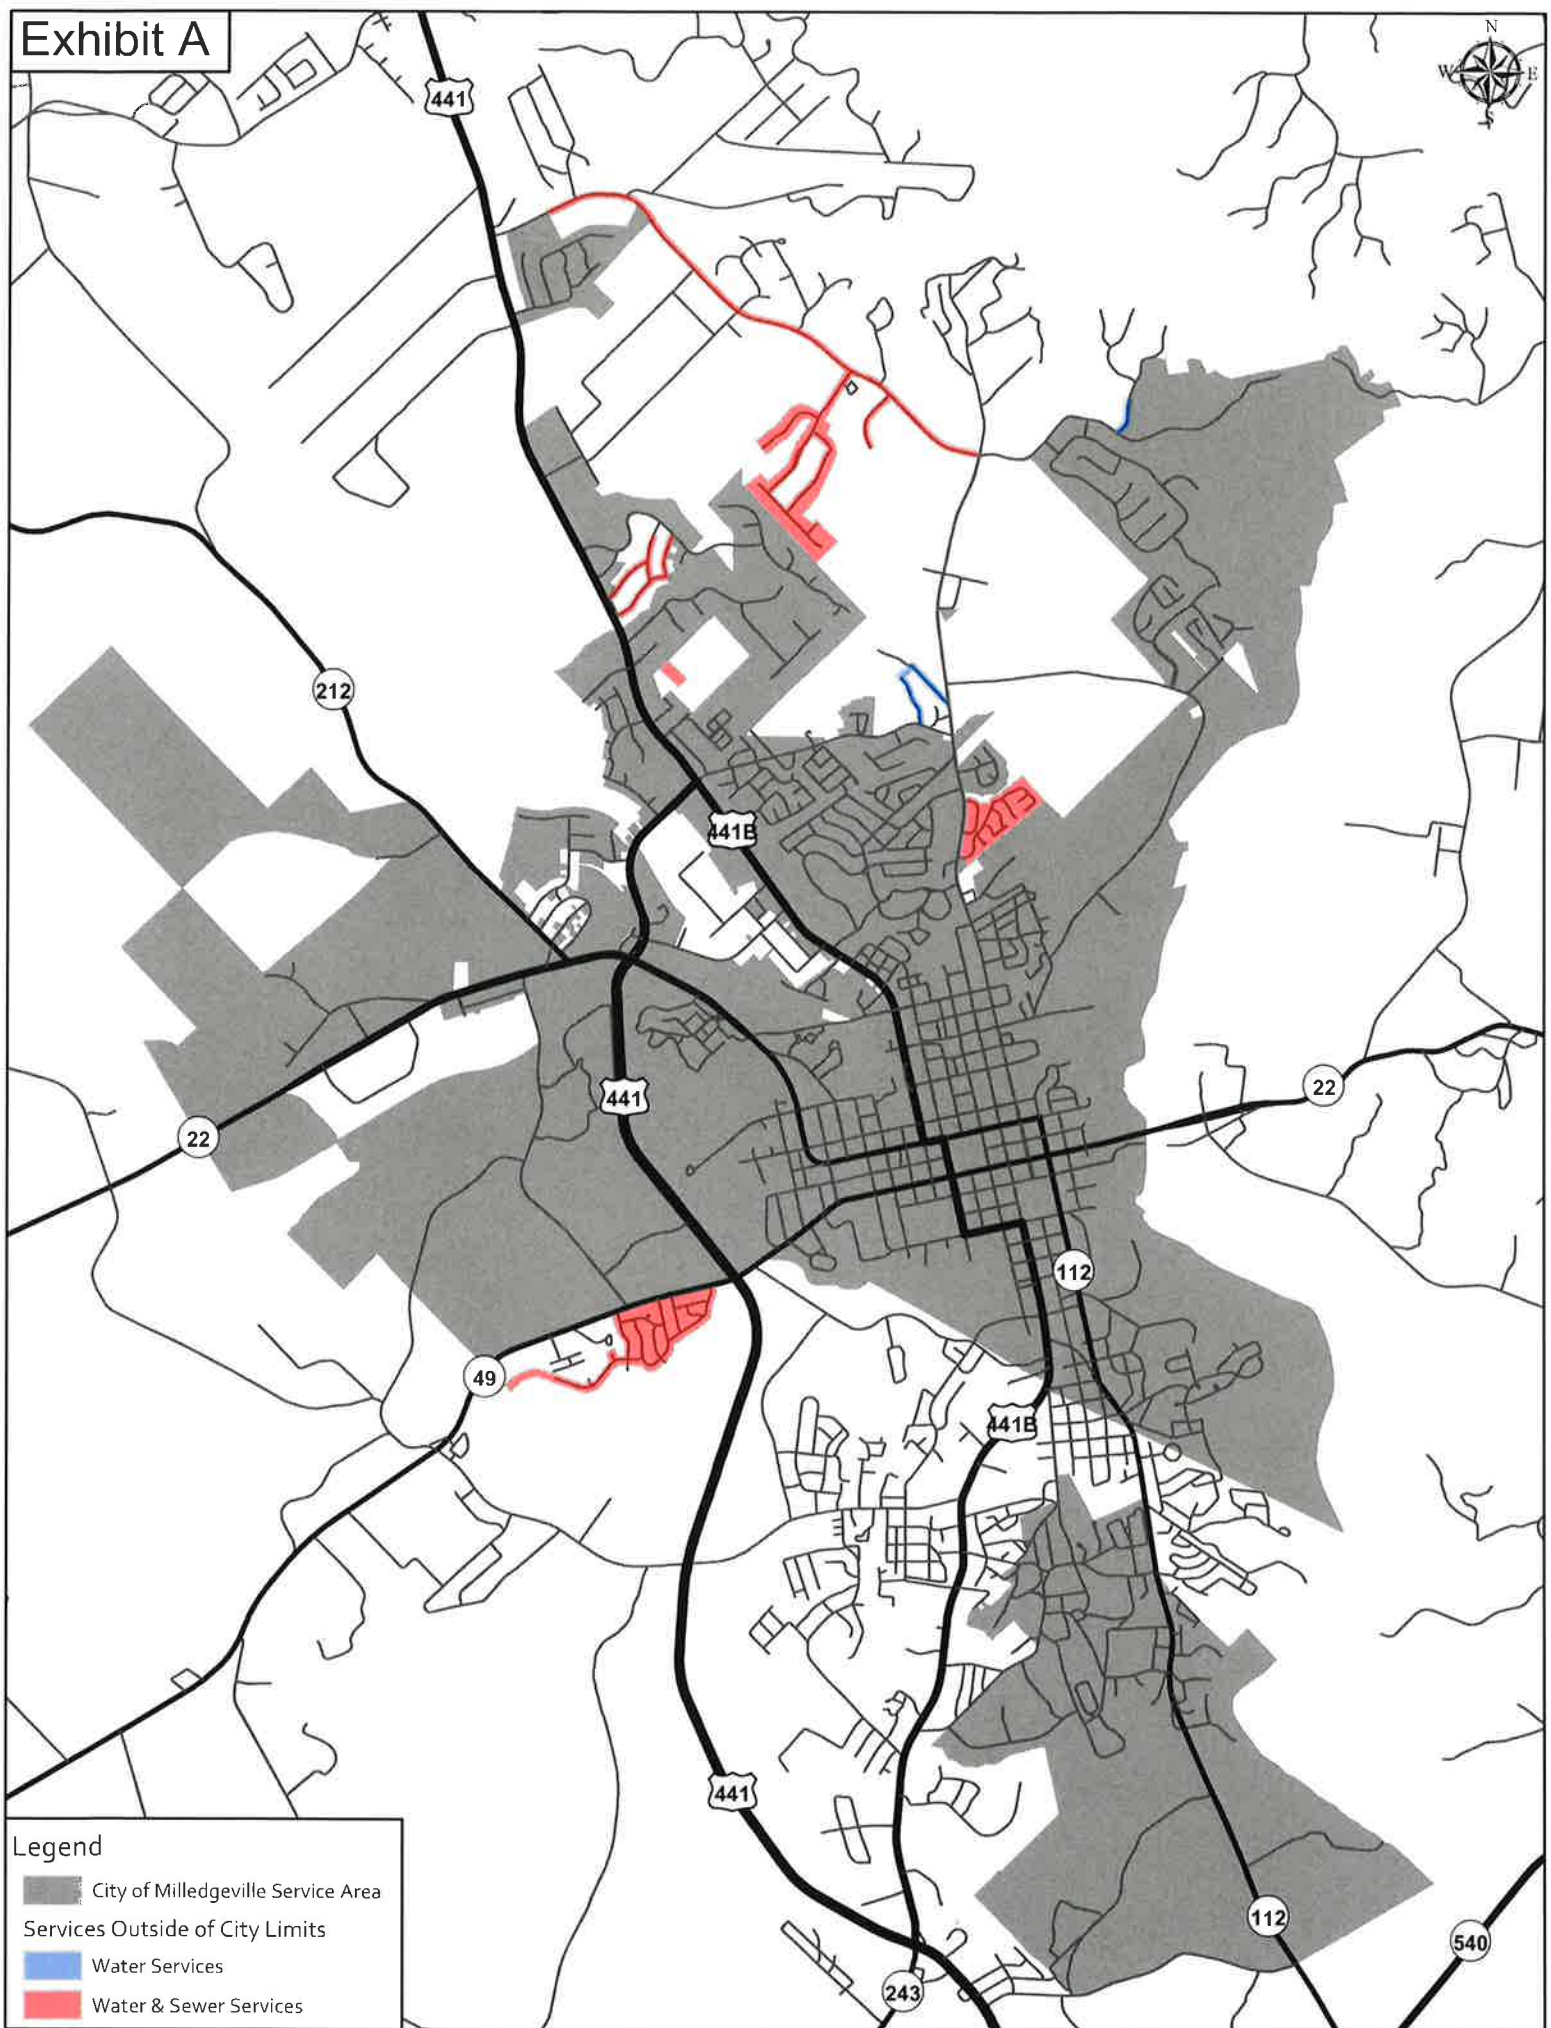 Exhibit A
N
W E
S
441
212
441B
441
22
22
112
49
441B
441
112
540
243
Legend
City of Milledgeville Service Area
Services Outside of City Limits
Water Services
Water & Sewer Services